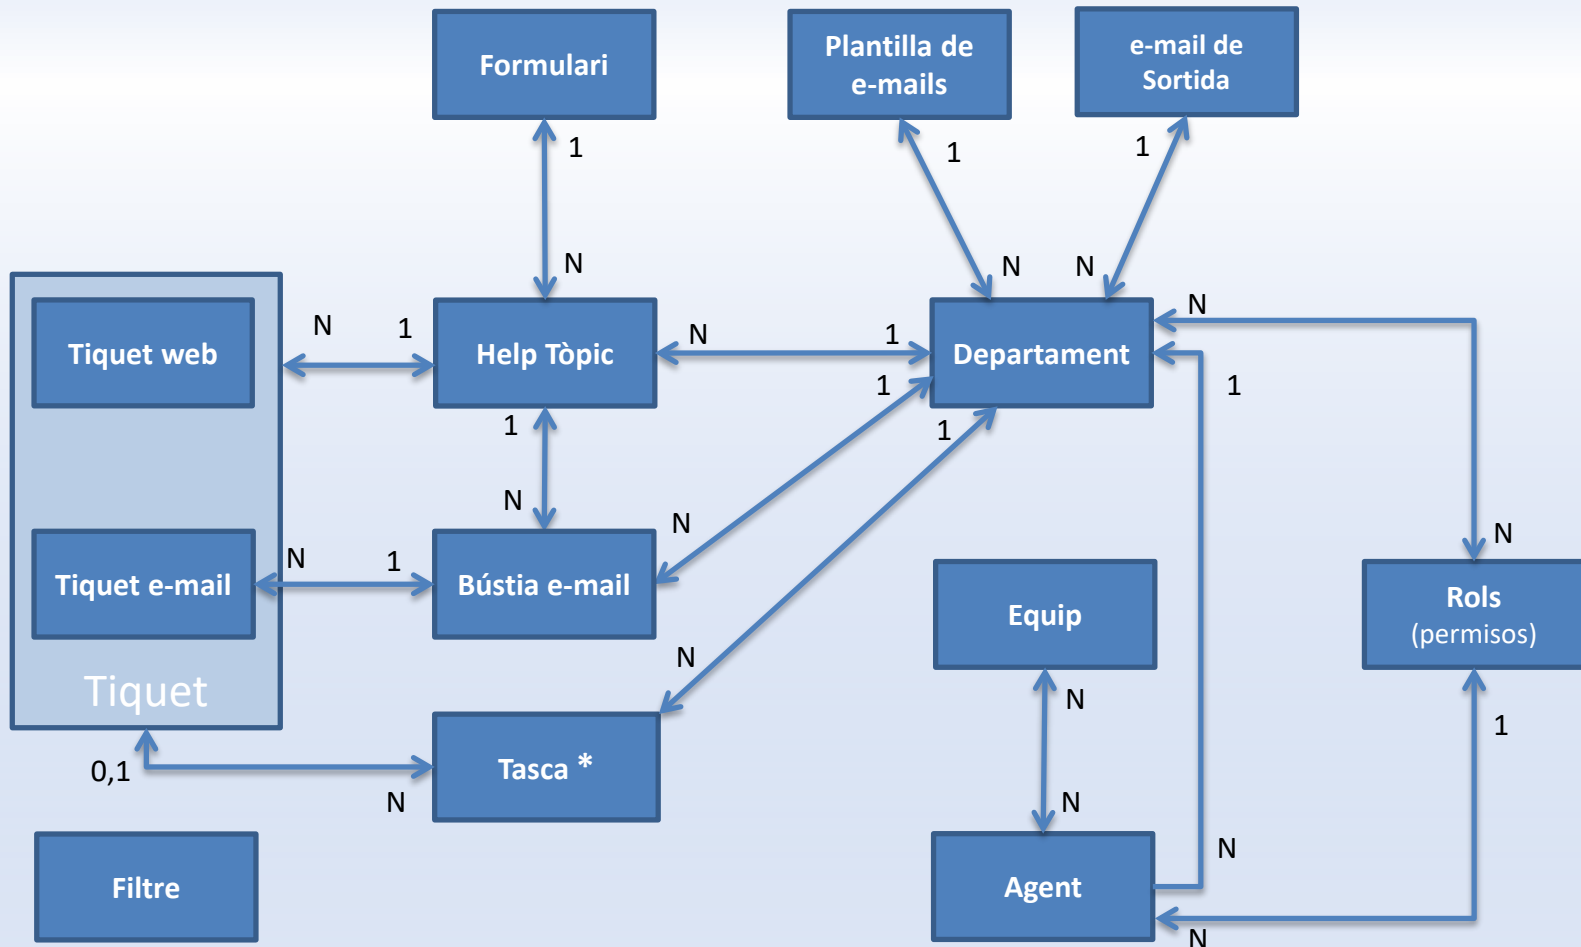 Formulari
Plantilla de
e-mails
e-mail de
Sortida
1
1
1
N
N
N
N
Tiquet web
N
1
Help Tòpic
N
1
Departament
1
1
1
1
N
N
N
Tiquet e-mail
N
1
Bústia e-mail
Equip
Rols
(permisos)
N
Tiquet
N
1
0,1
Tasca *
N
N
N
Filtre
Agent
N